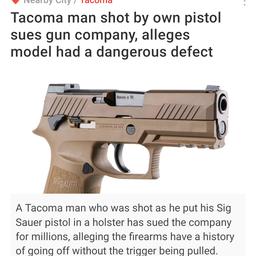 Nearby City / Tacoma
Tacoma man shot by own pistol
sues gun company, alleges
model had a dangerous defect
A Tacoma man who was shot as he put his Sig
Sauer pistol in a holster has sued the company
for millions, alleging the firearms have a history
of going off without the trigger being pulled.